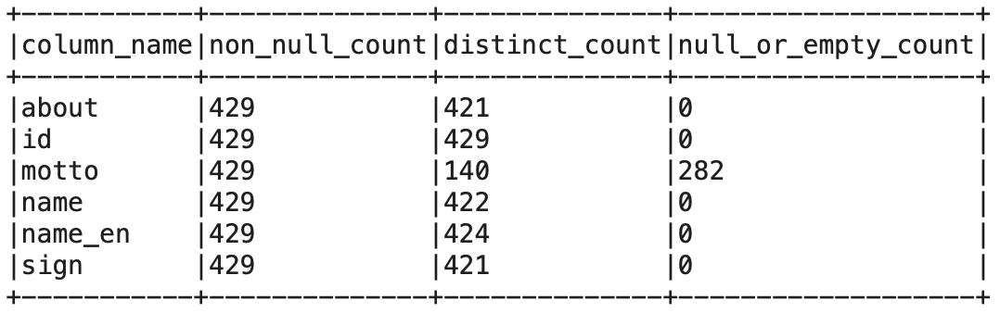 +-----------+--------------+--------------+-------------------+
|column_name|non_null_count|distinct_count|null_or_empty_count|
+-----------+--------------+--------------+-------------------+
|about      |429           |421           |0                  |
|id         |429           |429           |0                  |
|motto      |429           |140           |282                |
|name       |429           |422           |0                  |
|name_en    |429           |424           |0                  |
|sign       |429           |421           |0                  |
+-----------+--------------+--------------+-------------------+